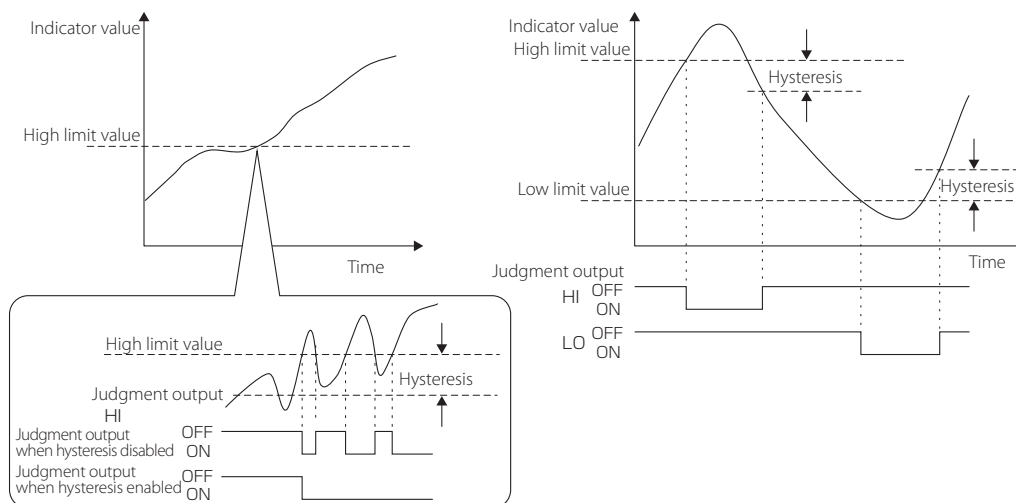 Indicator value
High limit value
Time
High limit value
Hysteresis
Judgment output
HI
Judgment output
when hysteresis disabled
OFF
ON
Judgment output
when hysteresis enabled
OFF
ON
Indicator value
High limit value
Hysteresis
Low limit value
Hysteresis
Time
Judgment output
HI
OFF
ON
LO
OFF
ON